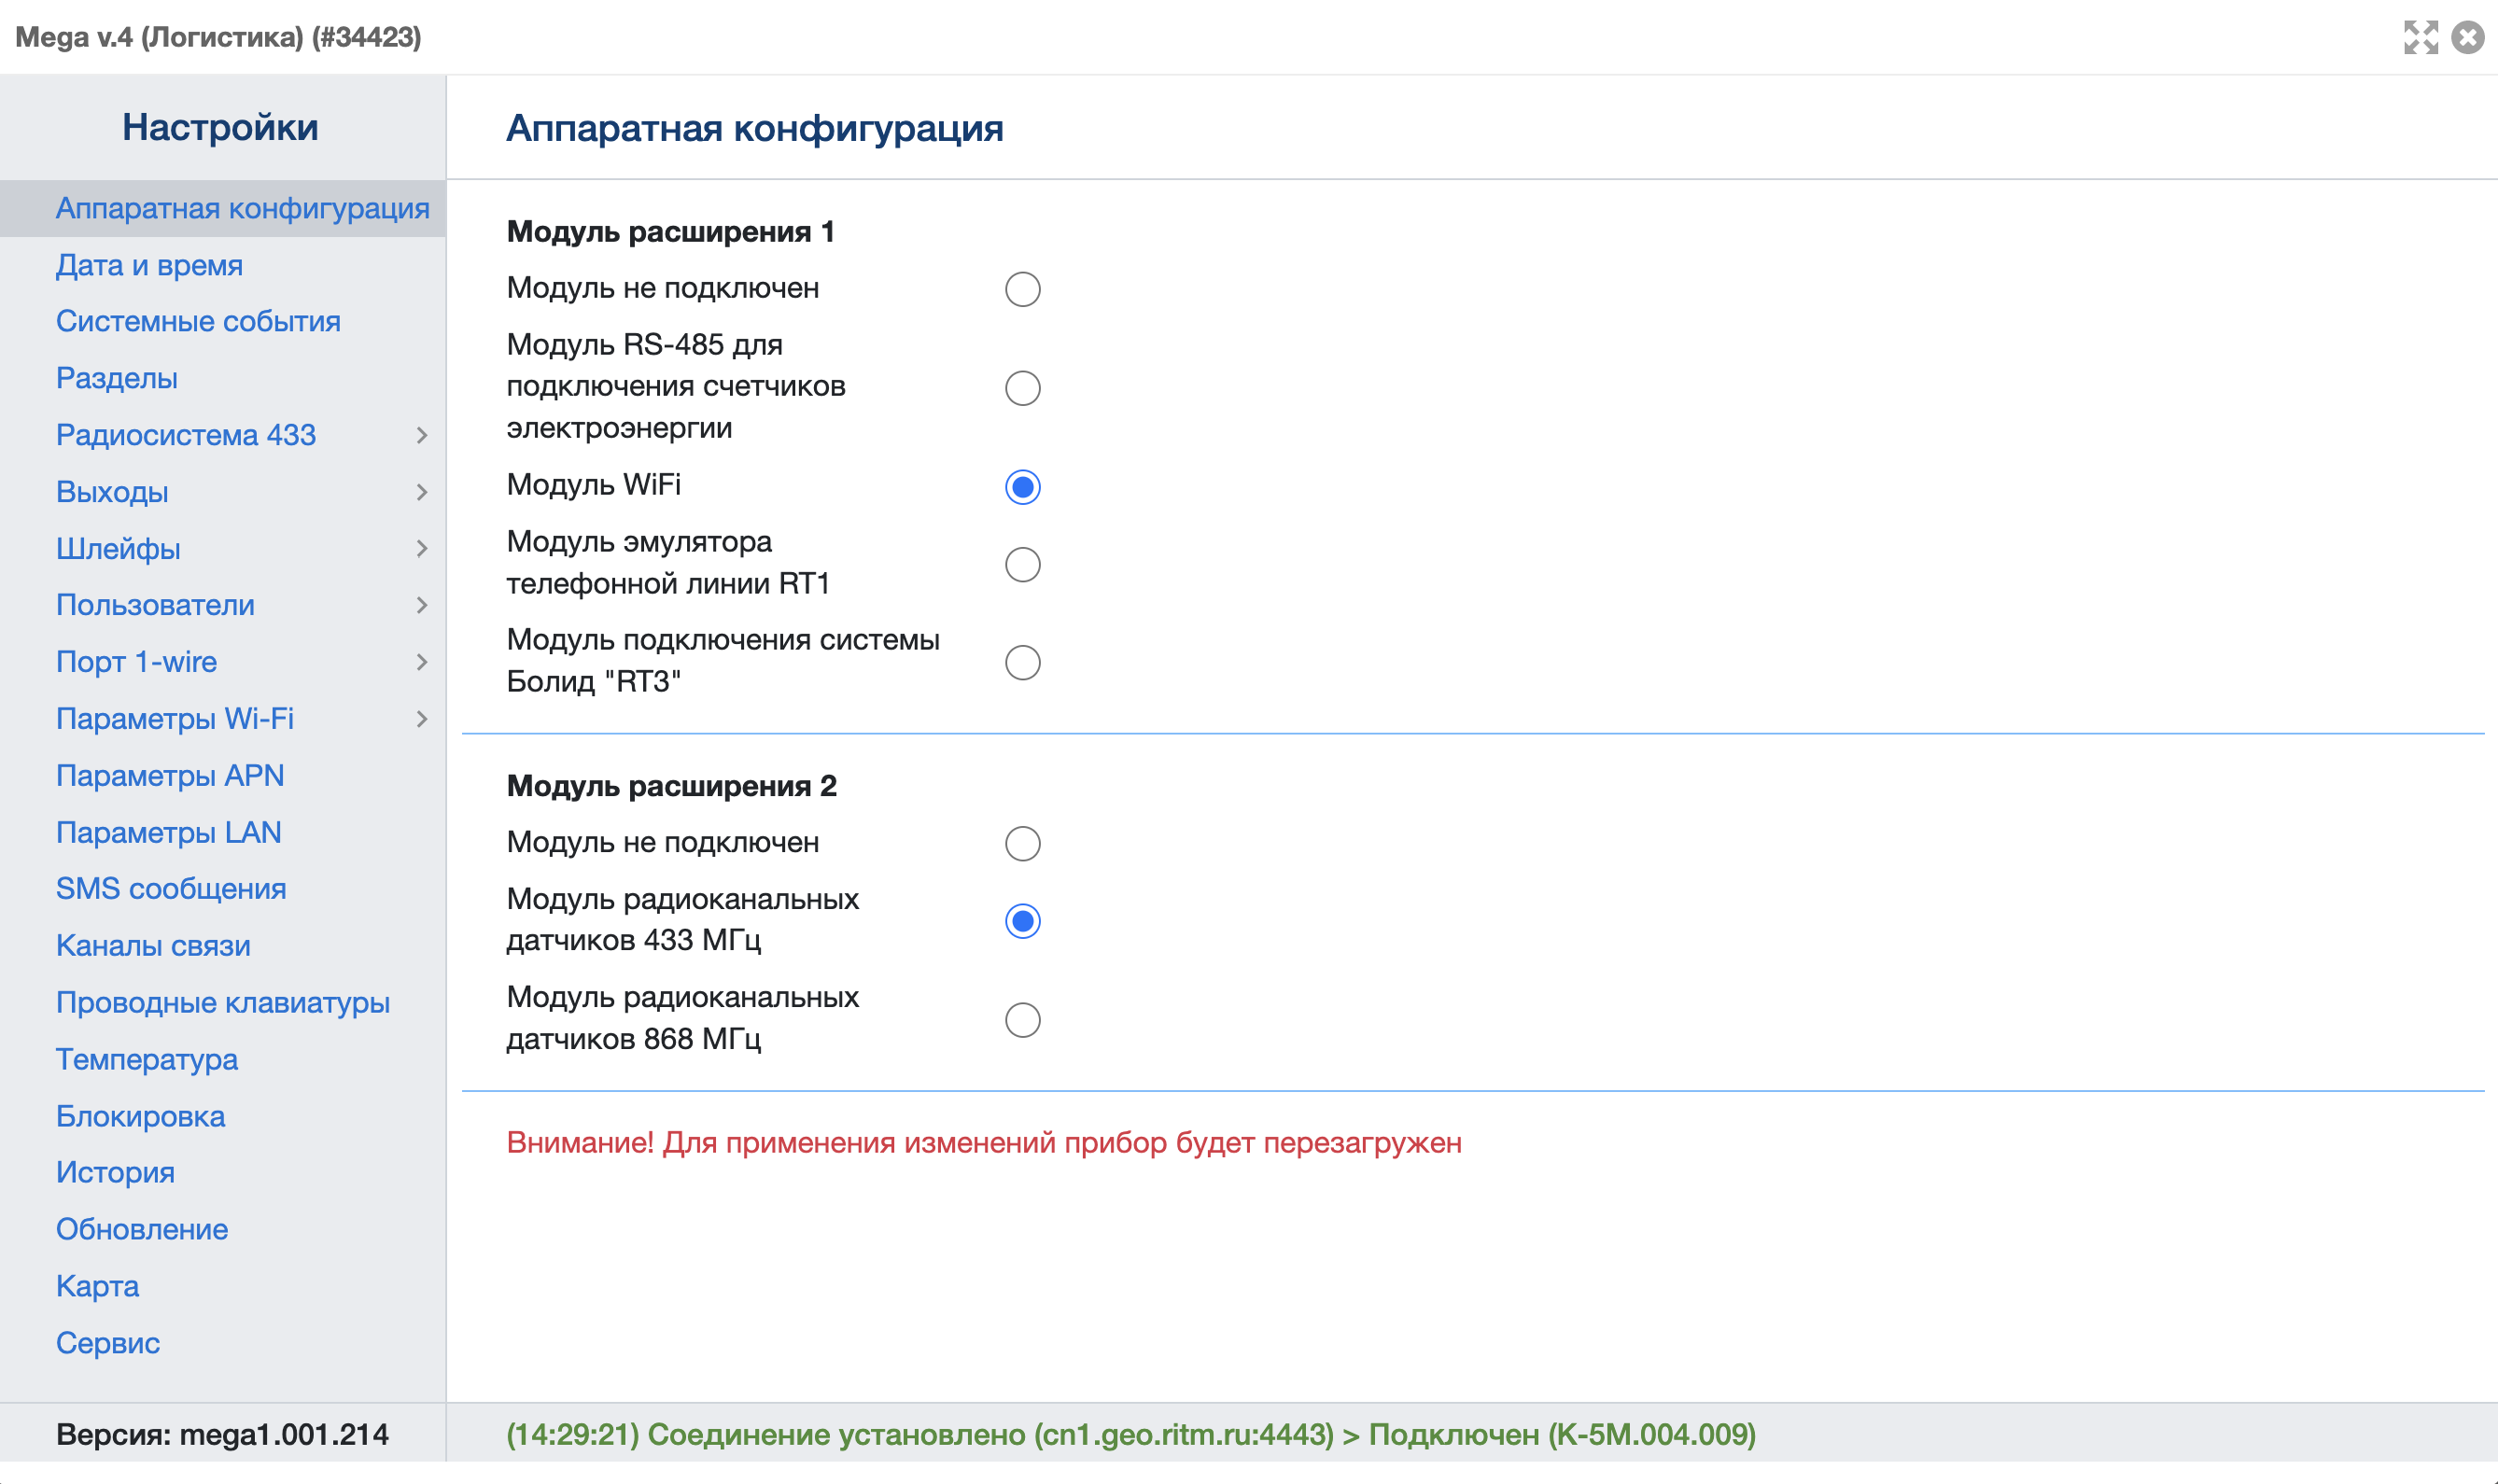 Mega v.4 (Логистика) (#34423)
Настройки
Аппаратная конфигурация
Дата и время
Системные события
Разделы
Радиосистема 433
Выходы
Шлейфы
Пользователи
Порт 1-wire
Параметры Wi-Fi
Параметры APN
Параметры LAN
SMS сообщения
Каналы связи
Проводные клавиатуры
Температура
Блокировка
История
Обновление
Карта
Сервис
Версия: mega1.001.214
Аппаратная конфигурация
Модуль расширения 1
Модуль не подключен
Модуль RS-485 для
подключения счетчиков
электроэнергии
Модуль WiFi
Модуль эмулятора
телефонной линии RT1
Модуль подключения системы
Болид "RT3"
Модуль расширения 2
Модуль не подключен
Модуль радиоканальных
датчиков 433 МГц
Модуль радиоканальных
датчиков 868 МГц
Внимание! Для применения изменений прибор будет перезагружен
(14:29:21) Соединение установлено (cn1.geo.ritm.ru:4443) > Подключен (K-5M.004.009)